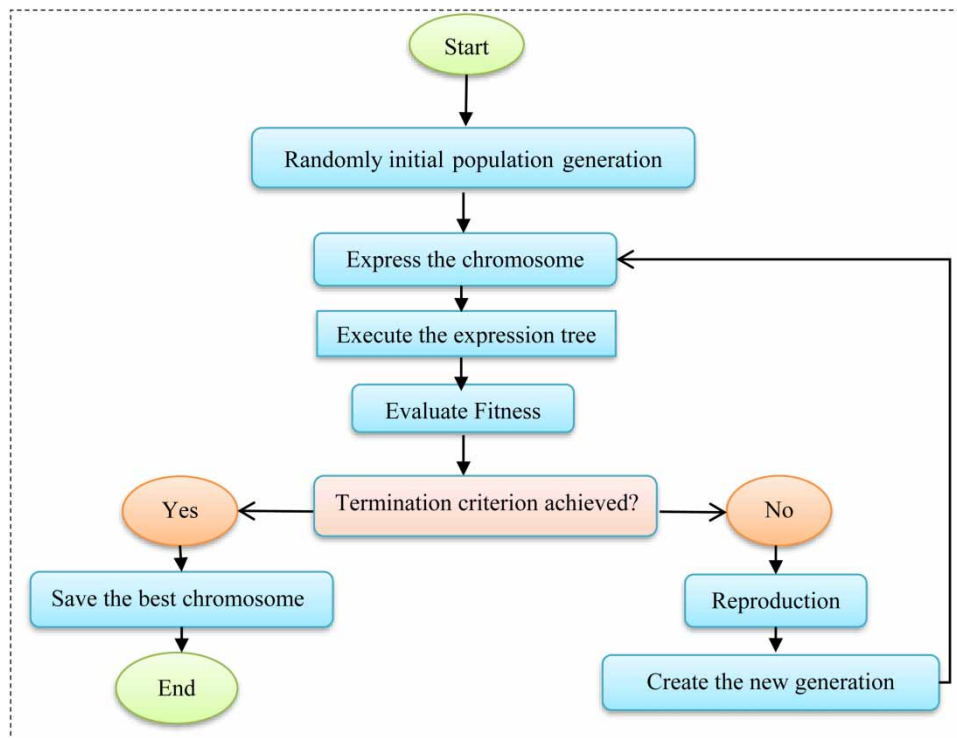 Start
Randomly initial population generation
Express the chromosome
Execute the expression tree
Evaluate Fitness
Termination criterion achieved?
Yes
No
Save the best chromosome
Reproduction
End
Create the new generation